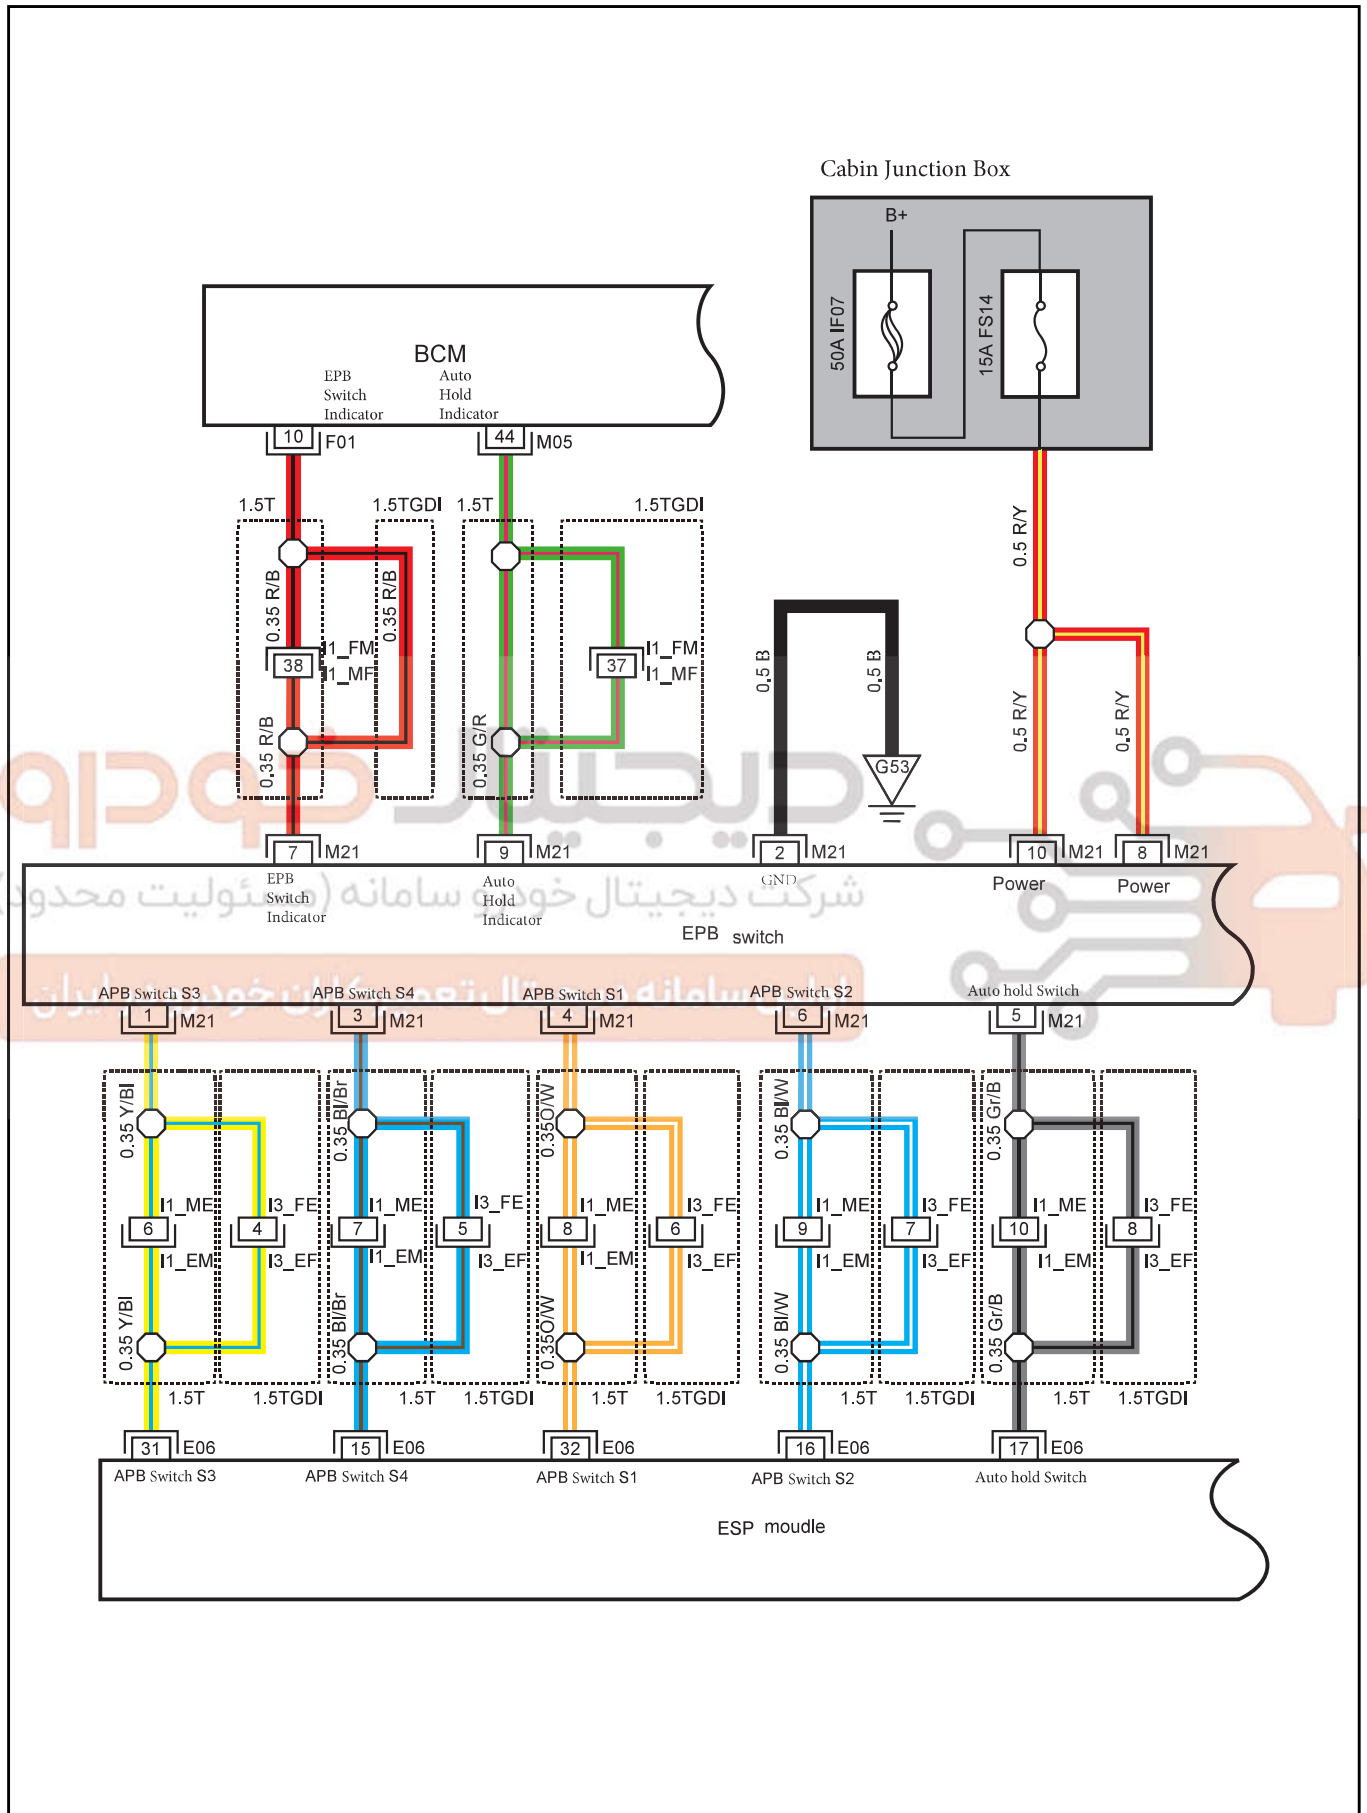 Cabin Junction Box
B+
50A IF07
15A FS14
BCM
EPB
Switch
Indicator
Auto
Hold
Indicator
10
F01
44
M05
1.5T
1.5TGDI
1.5T
1.5TGDI
0.35 R/B
0.35 R/B
0.5 R/Y
38
I1_FM
I1_MF
37
I1_FM
I1_MF
0.5 B
0.5 B
0.35 R/B
0.35 G/R
0.5 R/Y
0.5 R/Y
G53
دیجیتال خودرو
7
M21
9
M21
2
M21
10
M21
8
M21
EPB
Switch
Indicator
Auto
Hold
Indicator
GND
Power
Power
شرکت دیجیتال خودرو سامانه (مسئولیت محدود)
EPB switch
APB Switch S3
APB Switch S4
APB Switch S1
APB Switch S2
Auto hold Switch
1
M21
3
M21
4
M21
6
M21
5
M21
0.35 Y/Bl
0.35 Bl/Br
0.35O/W
0.35 Bl/W
0.35 Gr/B
6
I1_ME
I1_EM
4
I3_FE
I3_EF
7
I1_ME
I1_EM
5
I3_FE
I3_EF
8
I1_ME
I1_EM
6
I3_FE
I3_EF
9
I1_ME
I1_EM
7
I3_FE
I3_EF
10
I1_ME
I1_EM
8
I3_FE
I3_EF
0.35 Y/Bl
0.35 Bl/Br
0.35O/W
0.35 Bl/W
0.35 Gr/B
1.5T
1.5TGDI
1.5T
1.5TGDI
1.5T
1.5TGDI
1.5T
1.5TGDI
1.5T
1.5TGDI
31
E06
15
E06
32
E06
16
E06
17
E06
APB Switch S3
APB Switch S4
APB Switch S1
APB Switch S2
Auto hold Switch
ESP moudle